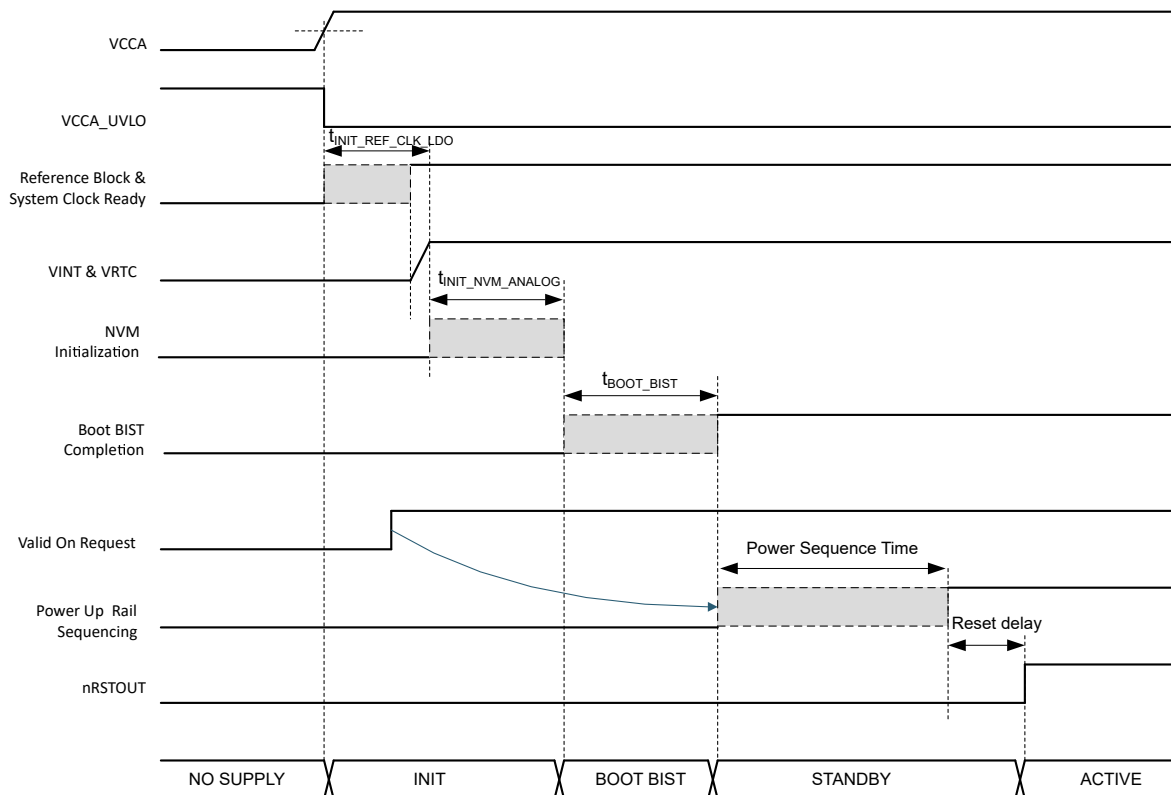 VCCA
VCCA_UVLO
tINIT_REF_CLK_LDO
Reference Block &
System Clock Ready
VINT & VRTC
tINIT_NVM_ANALOG
NVM
Initialization
tBOOT_BIST
Boot BIST
Completion
Valid On Request
Power Sequence Time
Power Up Rail
Sequencing
Reset delay
nRSTOUT
NO SUPPLY
INIT
BOOT BIST
STANDBY
ACTIVE